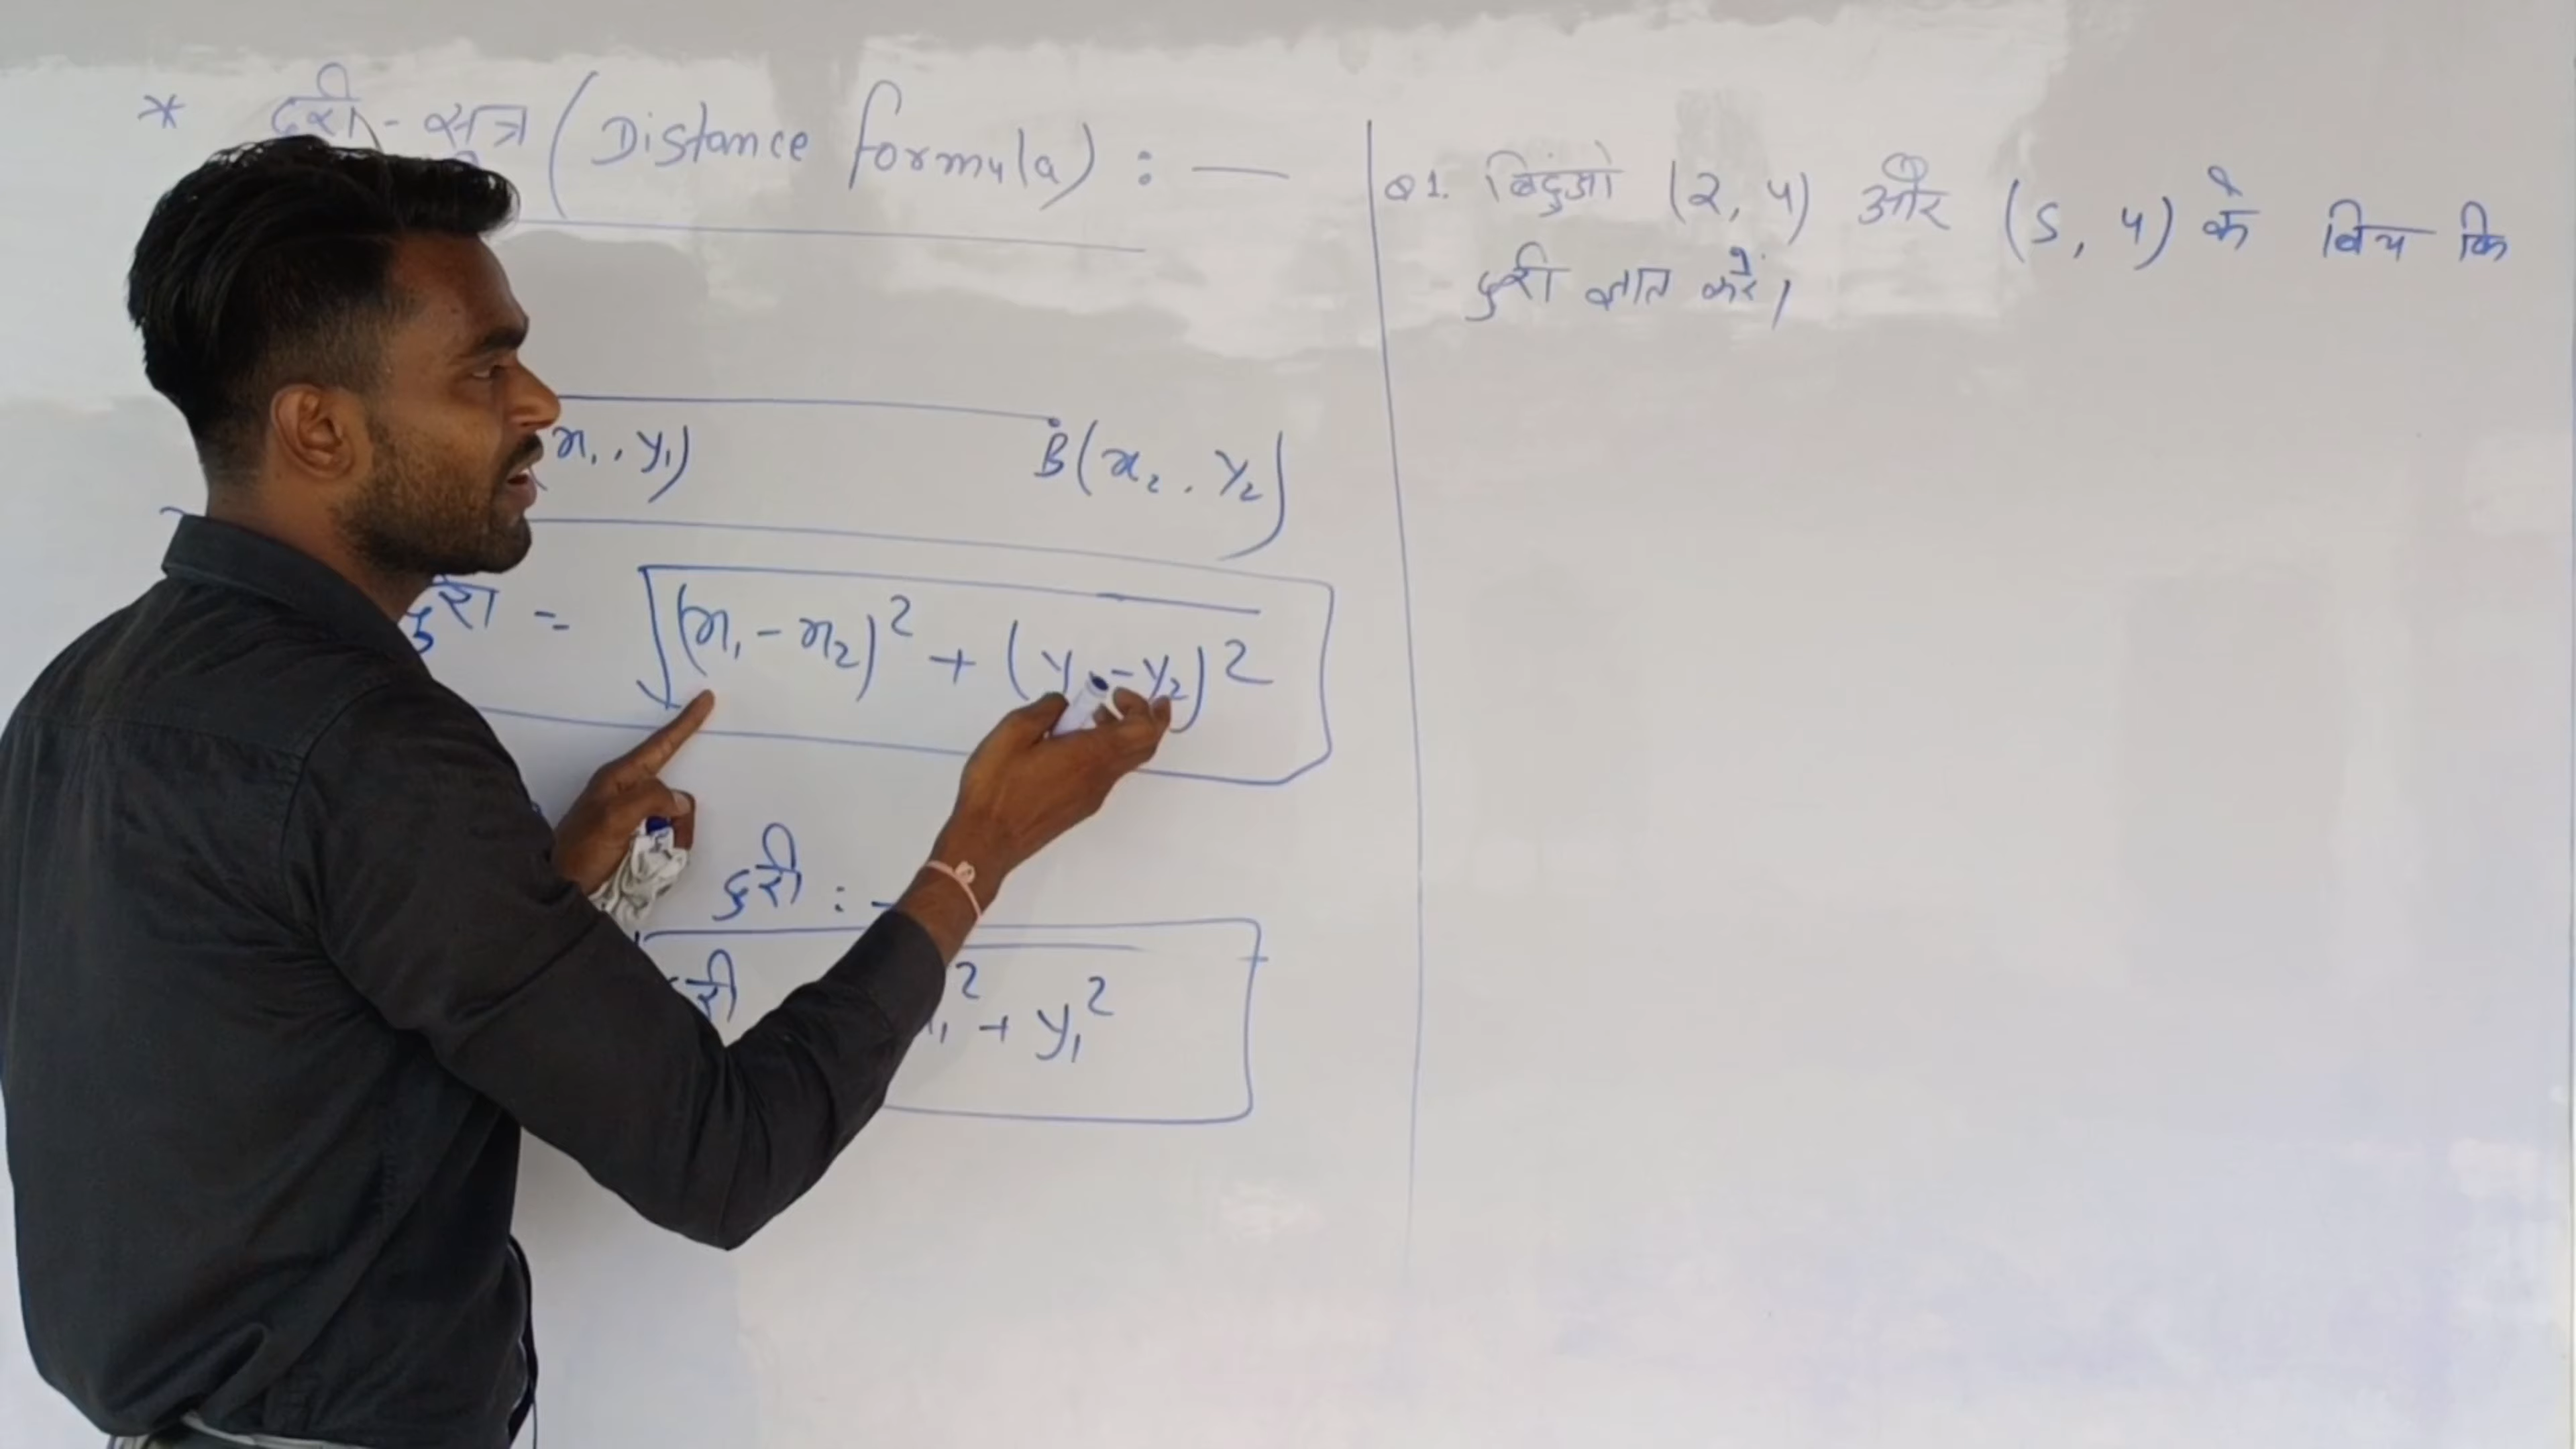 * दुरी - सुत्र (Distance formula) : —
(x₁, y₁) B(x₂, y₂)
दुरी = √(x₁ - x₂)² + (y₁ - y₂)²
दुरी : -
दुरी x₁² + y₁²
Q1. बिंदुओ (2, 4) और (5, 4) के बिच कि
दुरी ज्ञात करें।